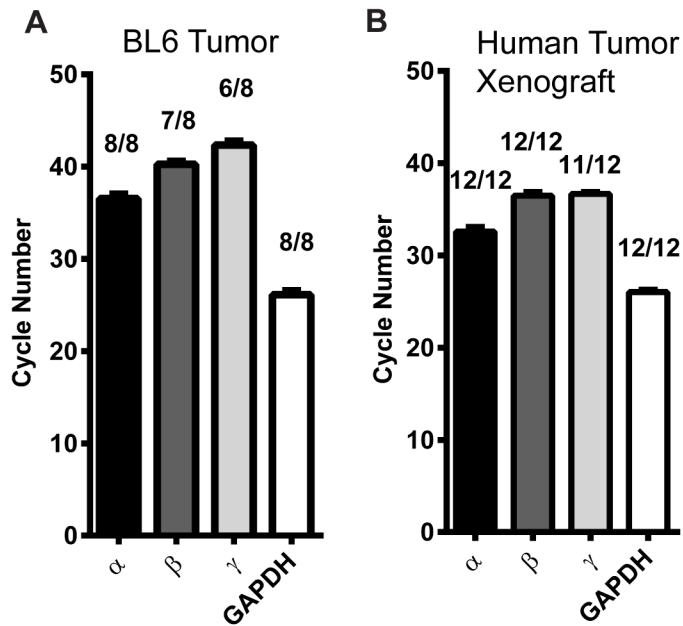 A
BL6 Tumor
Cycle Number
50
40
30
20
10
0
8/8
7/8
6/8
8/8
α
β
γ
GAPDH
B
Human Tumor
Xenograft
Cycle Number
50
40
30
20
10
0
12/12
12/12
11/12
12/12
α
β
γ
GAPDH